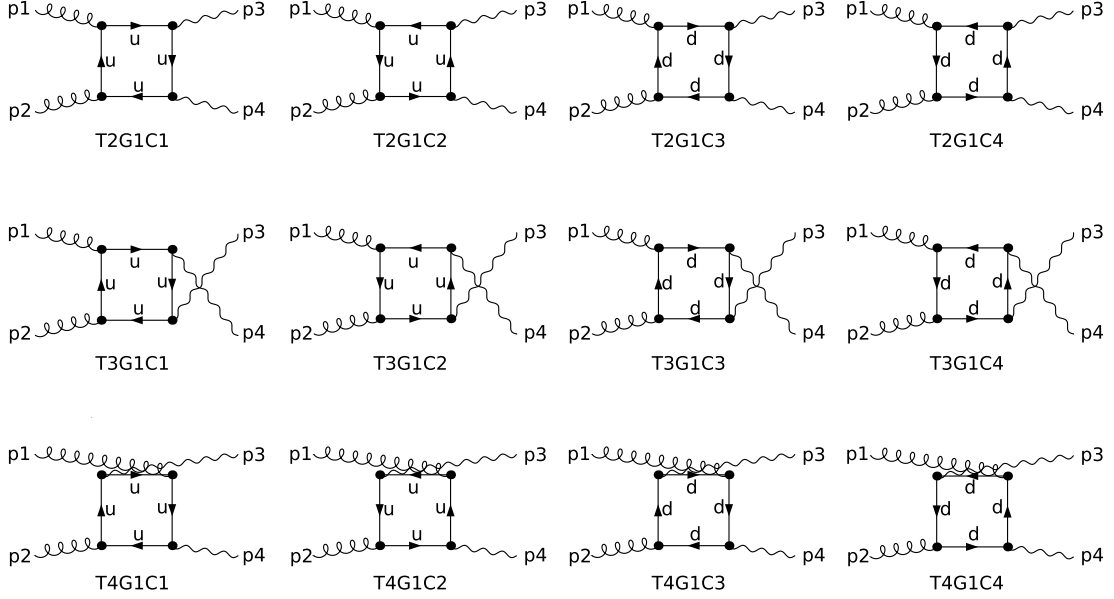 p1 p3 p1 p3 p1 p3 p1 p3
u u d d
u u u u d d d d
u u d d
p2 p4 p2 p4 p2 p4 p2 p4
T2G1C1 T2G1C2 T2G1C3 T2G1C4
p1 p3 p1 p3 p1 p3 p1 p3
u u d d
u u u u d d d d
u u d d
p2 p4 p2 p4 p2 p4 p2 p4
T3G1C1 T3G1C2 T3G1C3 T3G1C4
p1 p3 p1 p3 p1 p3 p1 p3
u u d d
u u u u d d d d
u u d d
p2 p4 p2 p4 p2 p4 p2 p4
T4G1C1 T4G1C2 T4G1C3 T4G1C4